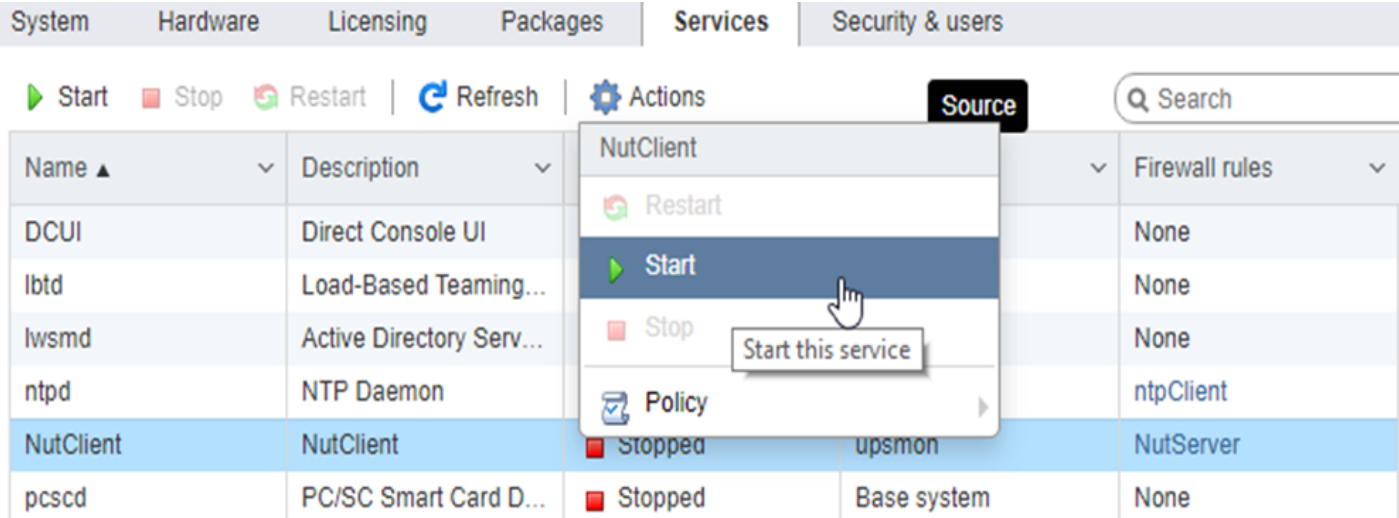 System Hardware Licensing Packages Services Security & users
Start Stop Restart Refresh Actions Source Search
Name Description Firewall rules
NutClient
Restart
Start
Stop
Start this service
Policy
DCUI Direct Console UI None
lbtd Load-Based Teaming... None
lwsmd Active Directory Serv... None
ntpd NTP Daemon ntpClient
NutClient NutClient Stopped upsmon NutServer
pcscd PC/SC Smart Card D... Stopped Base system None